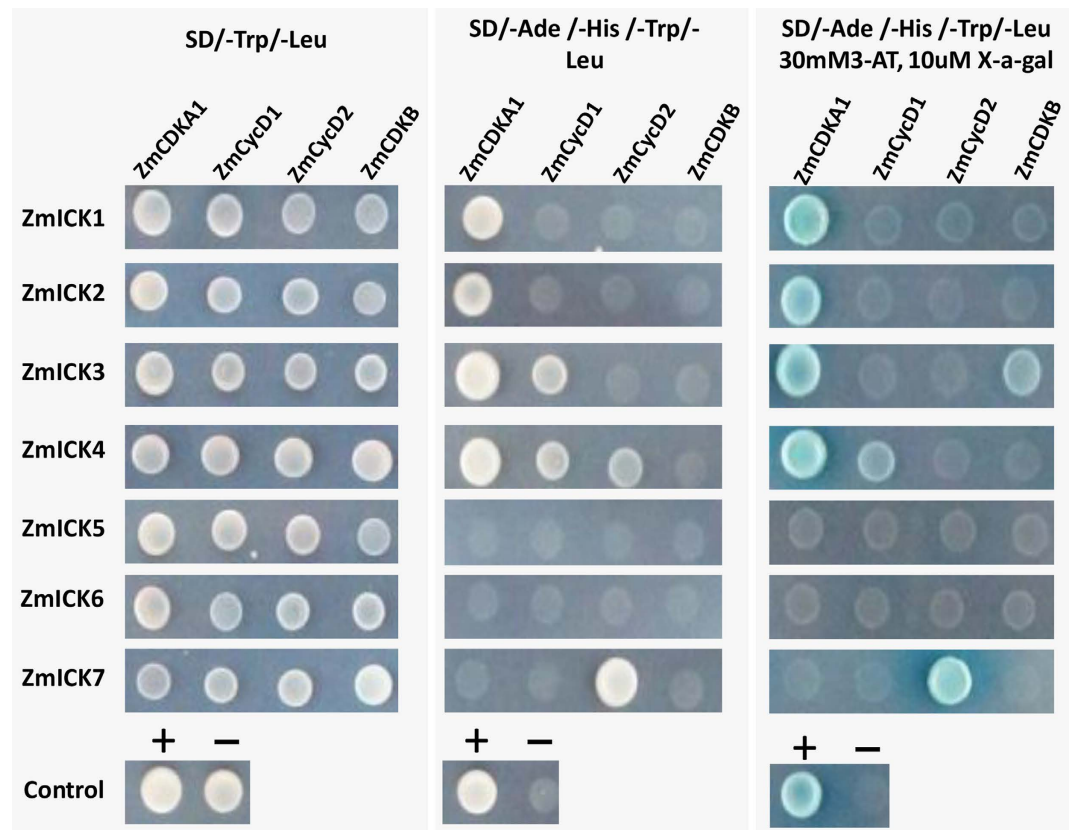 SD/-Trp/-Leu
SD/-Ade /-His /-Trp/-
Leu
SD/-Ade /-His /-Trp/-Leu
30mM3-AT, 10uM X-a-gal
ZmCDKA1 ZmCycD1 ZmCycD2 ZmCDKB
ZmCDKA1 ZmCycD1 ZmCycD2 ZmCDKB
ZmCDKA1 ZmCycD1 ZmCycD2 ZmCDKB
ZmICK1
ZmICK2
ZmICK3
ZmICK4
ZmICK5
ZmICK6
ZmICK7
+ − + − + −
Control